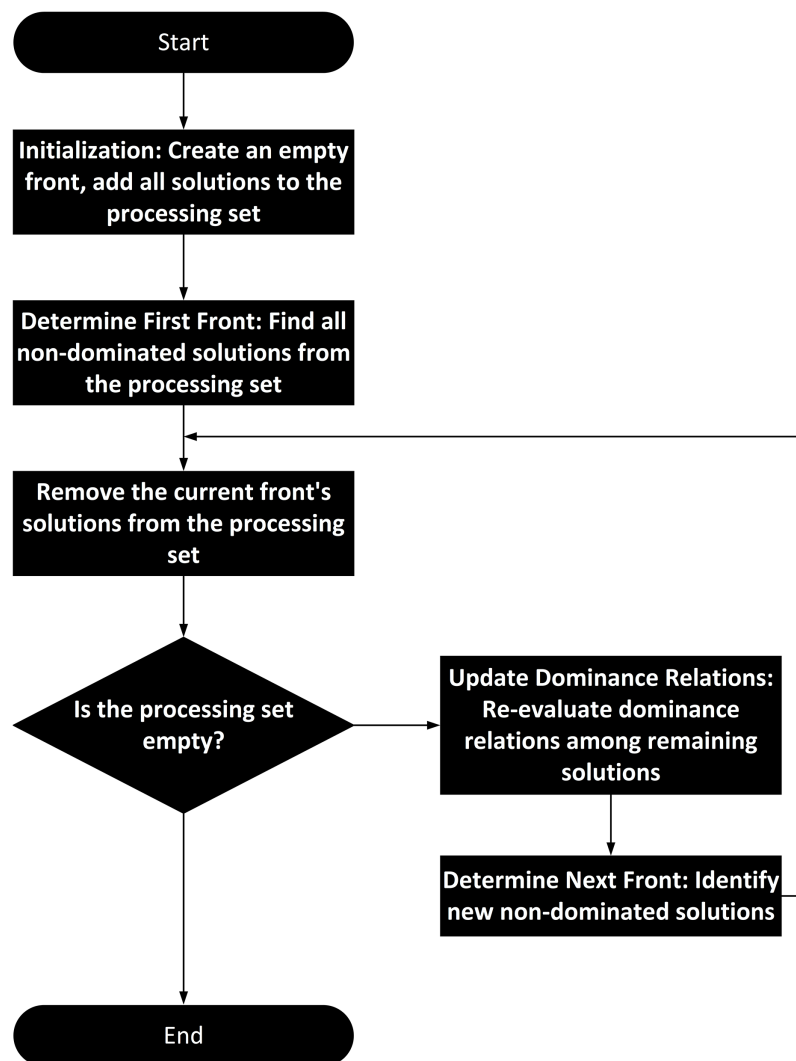 Start
Initialization: Create an empty
front, add all solutions to the
processing set
Determine First Front: Find all
non-dominated solutions from
the processing set
Remove the current front's
solutions from the processing
set
Is the processing set
empty?
Update Dominance Relations:
Re-evaluate dominance
relations among remaining
solutions
Determine Next Front: Identify
new non-dominated solutions
End